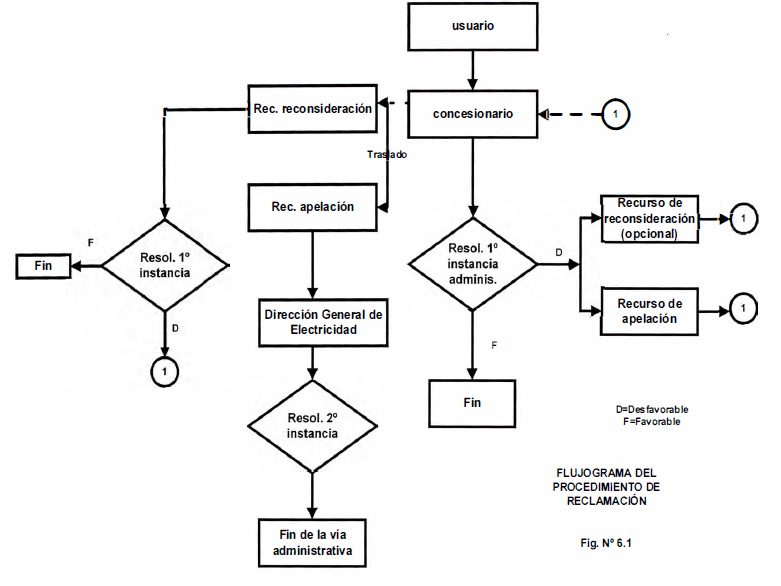 usuario
Rec. reconsideración
concesionario
1
Traslado
Rec. apelación
Recurso de
reconsideración
(opcional)
1
F
Resol. 1º
instancia
Fin
Resol. 1º
instancia
adminis.
D
Dirección General de
Electricidad
Recurso de
apelación
1
D
1
F
Resol. 2º
instancia
Fin
D=Desfavorable
F=Favorable
FLUJOGRAMA DEL
PROCEDIMIENTO DE
RECLAMACIÓN
Fin de la vía
administrativa
Fig. Nº 6.1